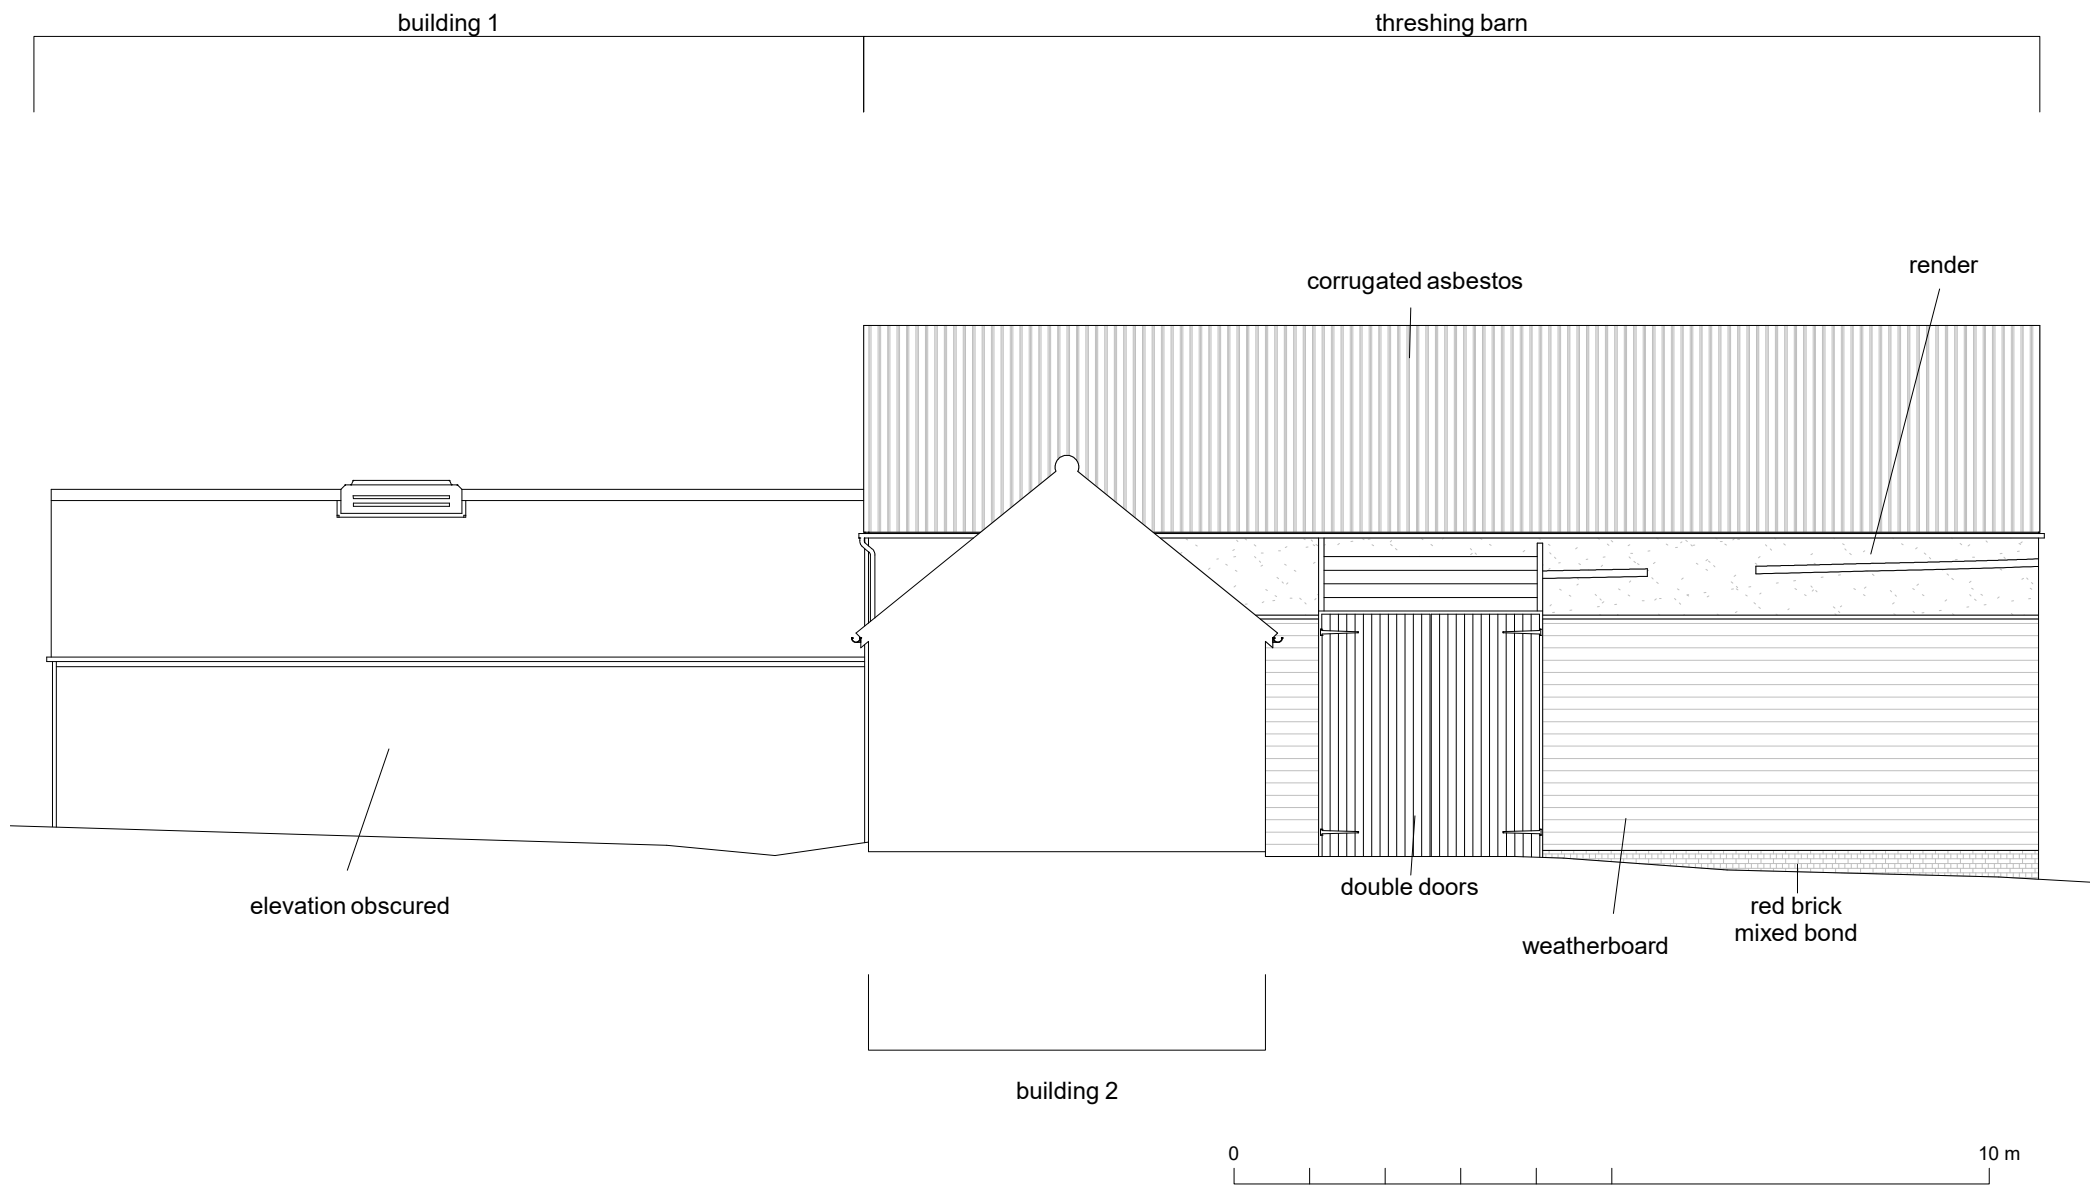 building 1
threshing barn
render
corrugated asbestos
double doors
elevation obscured
red brick
mixed bond
weatherboard
building 2
0
10 m